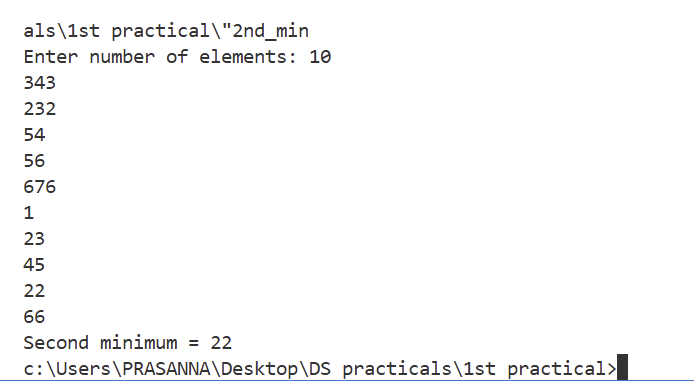 als\1st practical\"2nd_min
Enter number of elements: 10
343
232
54
56
676
1
23
45
22
66
Second minimum = 22
c:\Users\PRASANNA\Desktop\DS practicals\1st practical>